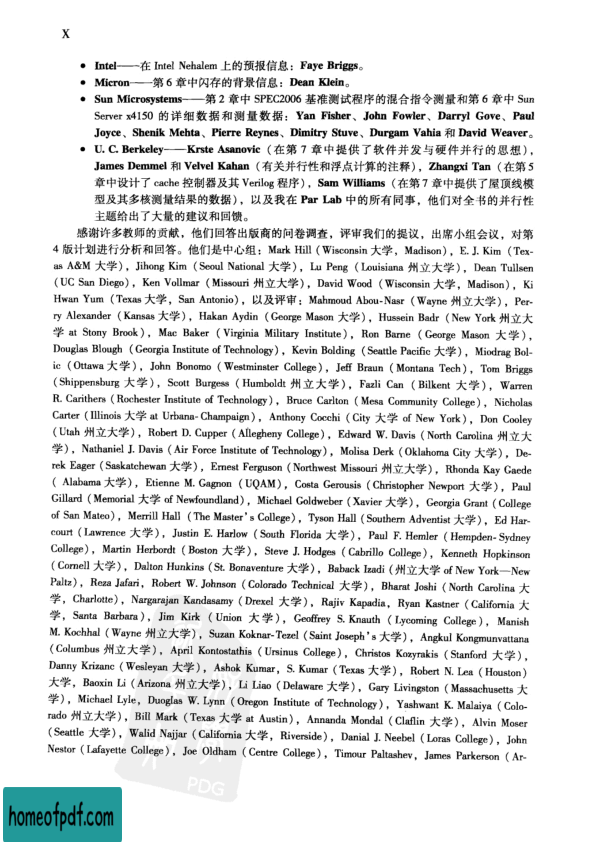 X
● Intel——在 Intel Nehalem 上的预报信息：Faye Briggs。
● Micron——第 6 章中闪存的背景信息：Dean Klein。
● Sun Microsystems——第 2 章中 SPEC2006 基准测试程序的混合指令测量和第 6 章中 Sun
Server x4150 的详细数据和测量数据：Yan Fisher、John Fowler、Darryl Gove、Paul
Joyce、Shenik Mehta、Pierre Reynes、Dimitry Stuve、Durgam Vahia 和 David Weaver。
● U. C. Berkeley——Krste Asanovic（在第 7 章中提供了软件并发与硬件并行的思想），
James Demmel 和 Velvel Kahan（有关并行性和浮点计算的注释），Zhangxi Tan（在第 5
章中设计了 cache 控制器及其 Verilog 程序），Sam Williams（在第 7 章中提供了屋顶线模
型及其多核测量结果的数据），以及我在 Par Lab 中的所有同事，他们对全书的并行性
主题给出了大量的建议和回馈。
感谢许多教师的贡献，他们回答出版商的问卷调查，评审我们的提议，出席小组会议，对第
4 版计划进行分析和回答。他们是中心组：Mark Hill (Wisconsin 大学，Madison)，E. J. Kim (Tex-
as A&M 大学)，Jihong Kim (Seoul National 大学)，Lu Peng (Louisiana 州立大学)，Dean Tullsen
(UC San Diego)，Ken Vollmar (Missouri 州立大学)，David Wood (Wisconsin 大学，Madison)，Ki
Hwan Yum (Texas 大学，San Antonio)，以及评审：Mahmoud Abou-Nasr (Wayne 州立大学)，Per-
ry Alexander (Kansas 大学)，Hakan Aydin (George Mason 大学)，Hussein Badr (New York 州立大
学 at Stony Brook)，Mac Baker (Virginia Military Institute)，Ron Barne (George Mason 大学)，
Douglas Blough (Georgia Institute of Technology)，Kevin Bolding (Seattle Pacific 大学)，Miodrag Bol-
ic (Ottawa 大学)，John Bonomo (Westminster College)，Jeff Braun (Montana Tech)，Tom Briggs
(Shippensburg 大学)，Scott Burgess (Humboldt 州立大学)，Fazli Can (Bilkent 大学)，Warren
R. Carithers (Rochester Institute of Technology)，Bruce Carlton (Mesa Community College)，Nicholas
Carter (Illinois 大学 at Urbana-Champaign)，Anthony Cocchi (City 大学 of New York)，Don Cooley
(Utah 州立大学)，Robert D. Cupper (Allegheny College)，Edward W. Davis (North Carolina 州立大
学)，Nathaniel J. Davis (Air Force Institute of Technology)，Molisa Derk (Oklahoma City 大学)，De-
rek Eager (Saskatchewan 大学)，Ernest Ferguson (Northwest Missouri 州立大学)，Rhonda Kay Gaede
( Alabama 大学)，Etienne M. Gagnon (UQAM)，Costa Gerousis (Christopher Newport 大学)，Paul
Gillard (Memorial 大学 of Newfoundland)，Michael Goldweber (Xavier 大学)，Georgia Grant (College
of San Mateo)，Merrill Hall (The Master's College)，Tyson Hall (Southern Adventist 大学)，Ed Har-
court (Lawrence 大学)，Justin E. Harlow (South Florida 大学)，Paul F. Hemler (Hempden-Sydney
College)，Martin Herbordt (Boston 大学)，Steve J. Hodges (Cabrillo College)，Kenneth Hopkinson
(Cornell 大学)，Dalton Hunkins (St. Bonaventure 大学)，Baback Izadi (州立大学 of New York—New
Paltz)，Reza Jafari，Robert W. Johnson (Colorado Technical 大学)，Bharat Joshi (North Carolina 大
学，Charlotte)，Nargarajan Kandasamy (Drexel 大学)，Rajiv Kapadia，Ryan Kastner (California 大
学，Santa Barbara)，Jim Kirk (Union 大学)，Geoffrey S. Knauth (Lycoming College)，Manish
M. Kochhal (Wayne 州立大学)，Suzan Koknar-Tezel (Saint Joseph's 大学)，Angkul Kongmunvattana
(Columbus 州立大学)，April Kontostathis (Ursinus College)，Christos Kozyrakis (Stanford 大学)，
Danny Krizanc (Wesleyan 大学)，Ashok Kumar，S. Kumar (Texas 大学)，Robert N. Lea (Houston)
大学，Baoxin Li (Arizona 州立大学)，Li Liao (Delaware 大学)，Gary Livingston (Massachusetts 大
学)，Michael Lyle，Duoglas W. Lynn (Oregon Institute of Technology)，Yashwant K. Malaiya (Colo-
rado 州立大学)，Bill Mark (Texas 大学 at Austin)，Annanda Mondal (Claflin 大学)，Alvin Moser
(Seattle 大学)，Walid Najjar (California 大学，Riverside)，Danial J. Neebel (Loras College)，John
Nestor (Lafayette College)，Joe Oldham (Centre College)，Timour Paltashev，James Parkerson (Ar-
PDG
homeofpdf.com